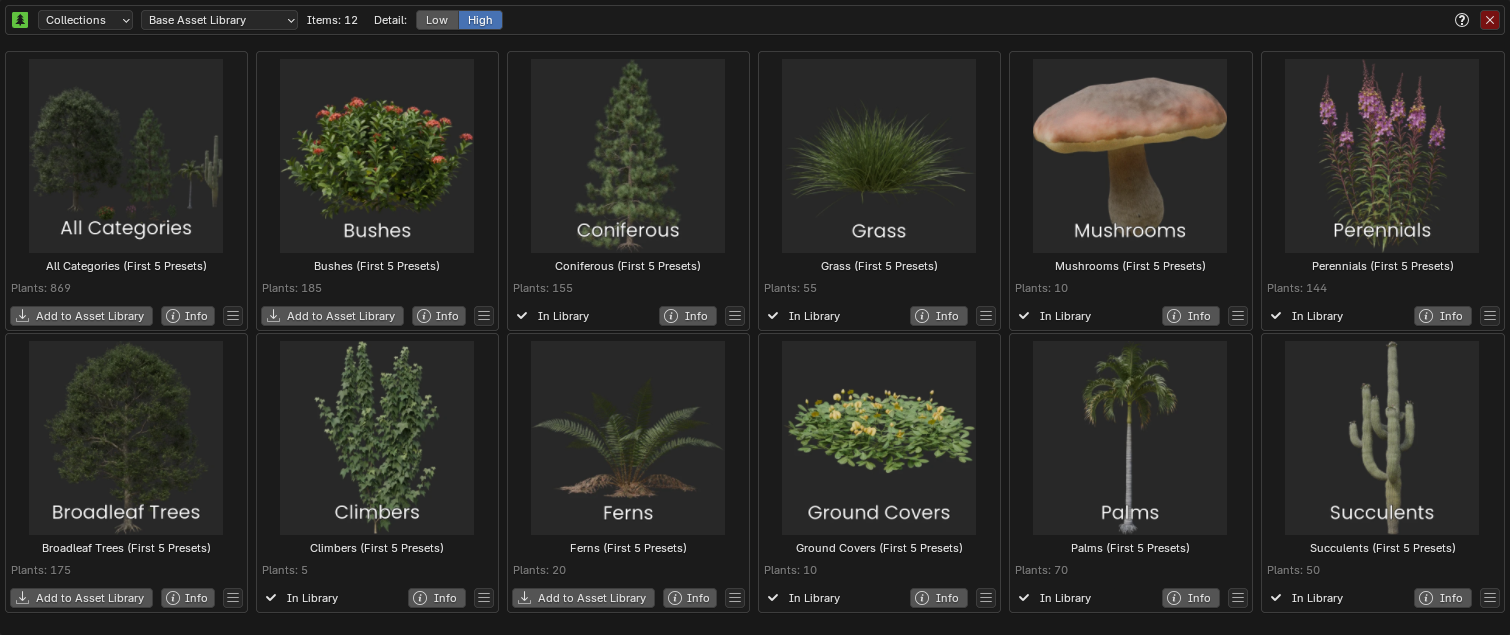 Collections
Base Asset Library
Items: 12
Detail:
Low
High
All Categories
All Categories (First 5 Presets)
Plants: 869
Add to Asset Library
Info
Bushes
Bushes (First 5 Presets)
Plants: 185
Add to Asset Library
Info
Coniferous
Coniferous (First 5 Presets)
Plants: 155
In Library
Info
Grass
Grass (First 5 Presets)
Plants: 55
In Library
Info
Mushrooms
Mushrooms (First 5 Presets)
Plants: 10
In Library
Info
Perennials
Perennials (First 5 Presets)
Plants: 144
In Library
Info
Broadleaf Trees
Broadleaf Trees (First 5 Presets)
Plants: 175
Add to Asset Library
Info
Climbers
Climbers (First 5 Presets)
Plants: 5
In Library
Info
Ferns
Ferns (First 5 Presets)
Plants: 20
Add to Asset Library
Info
Ground Covers
Ground Covers (First 5 Presets)
Plants: 10
In Library
Info
Palms
Palms (First 5 Presets)
Plants: 70
In Library
Info
Succulents
Succulents (First 5 Presets)
Plants: 50
In Library
Info